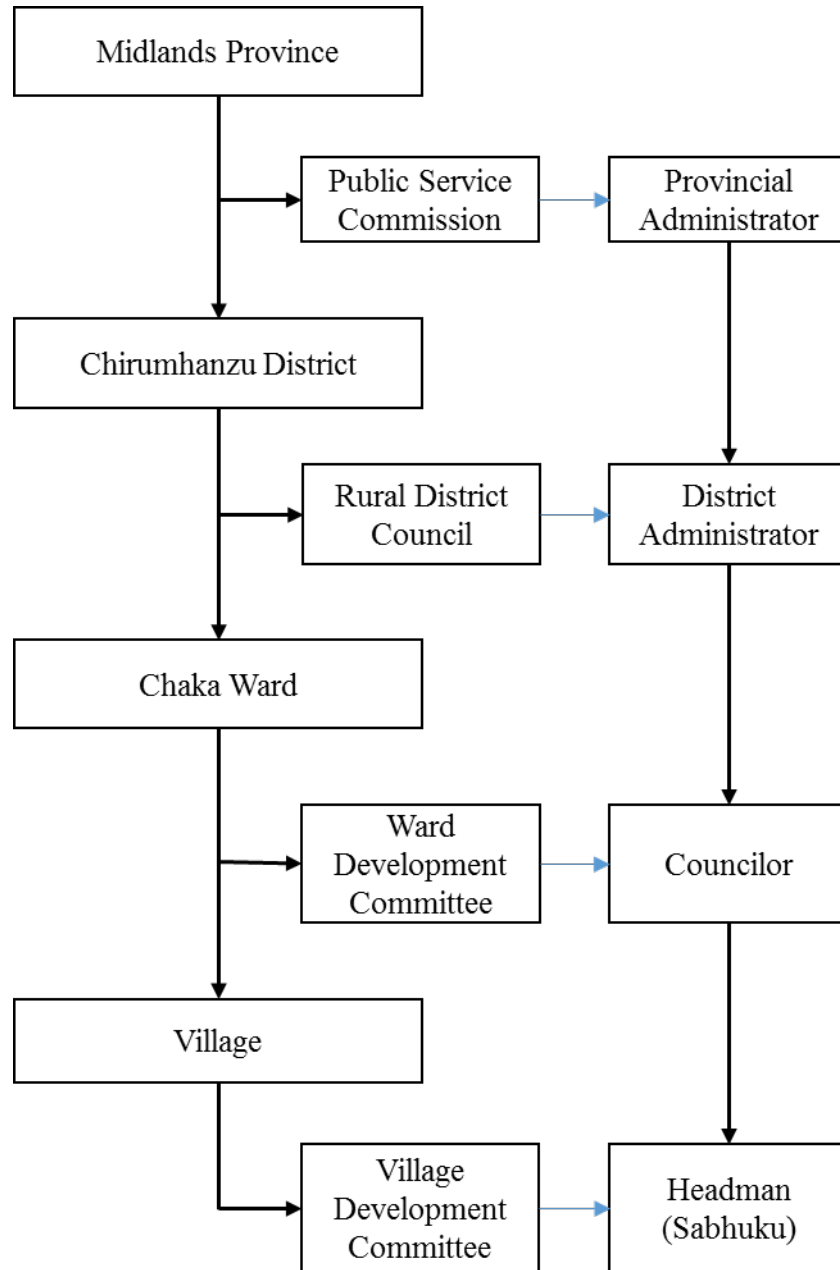 Midlands Province
Public Service
Commission
Provincial
Administrator
Chirumhanzu District
Rural District
Council
District
Administrator
Chaka Ward
Ward
Development
Committee
Councilor
Village
Village
Development
Committee
Headman
(Sabhuku)